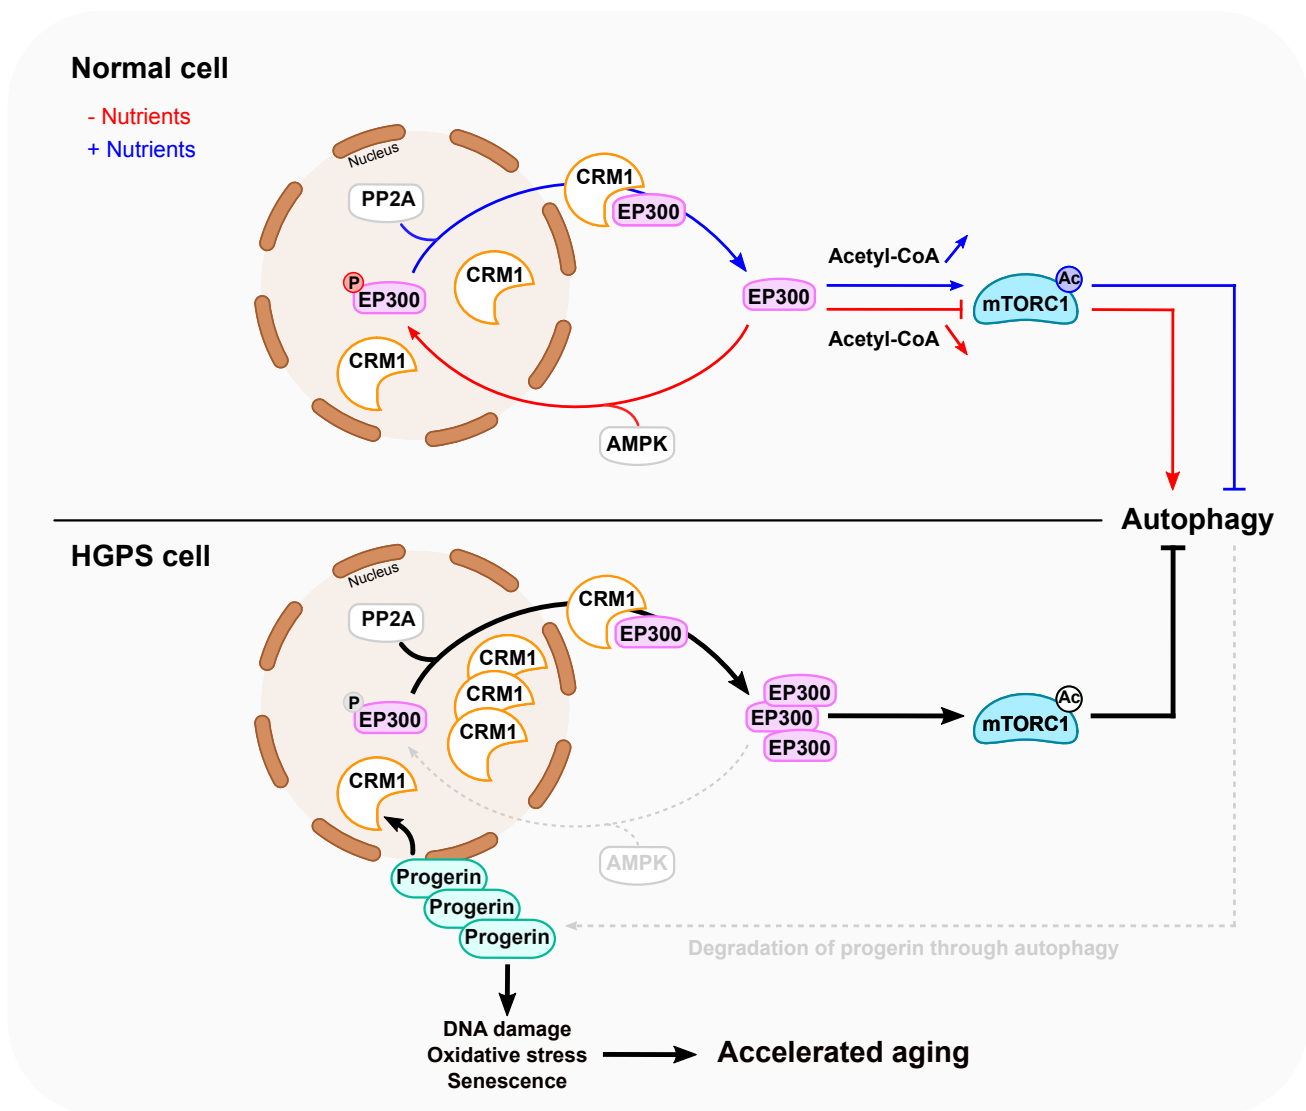 Normal cell
- Nutrients
+ Nutrients
Nucleus
PP2A
CRM1
EP300
CRM1
P
EP300
CRM1
EP300
Acetyl-CoA
mTORC1
Ac
Acetyl-CoA
AMPK
Autophagy
HGPS cell
Nucleus
PP2A
CRM1
EP300
CRM1
CRM1
CRM1
P
EP300
CRM1
EP300
EP300
EP300
mTORC1
Ac
AMPK
Progerin
Progerin
Progerin
Degradation of progerin through autophagy
DNA damage
Oxidative stress
Senescence
Accelerated aging